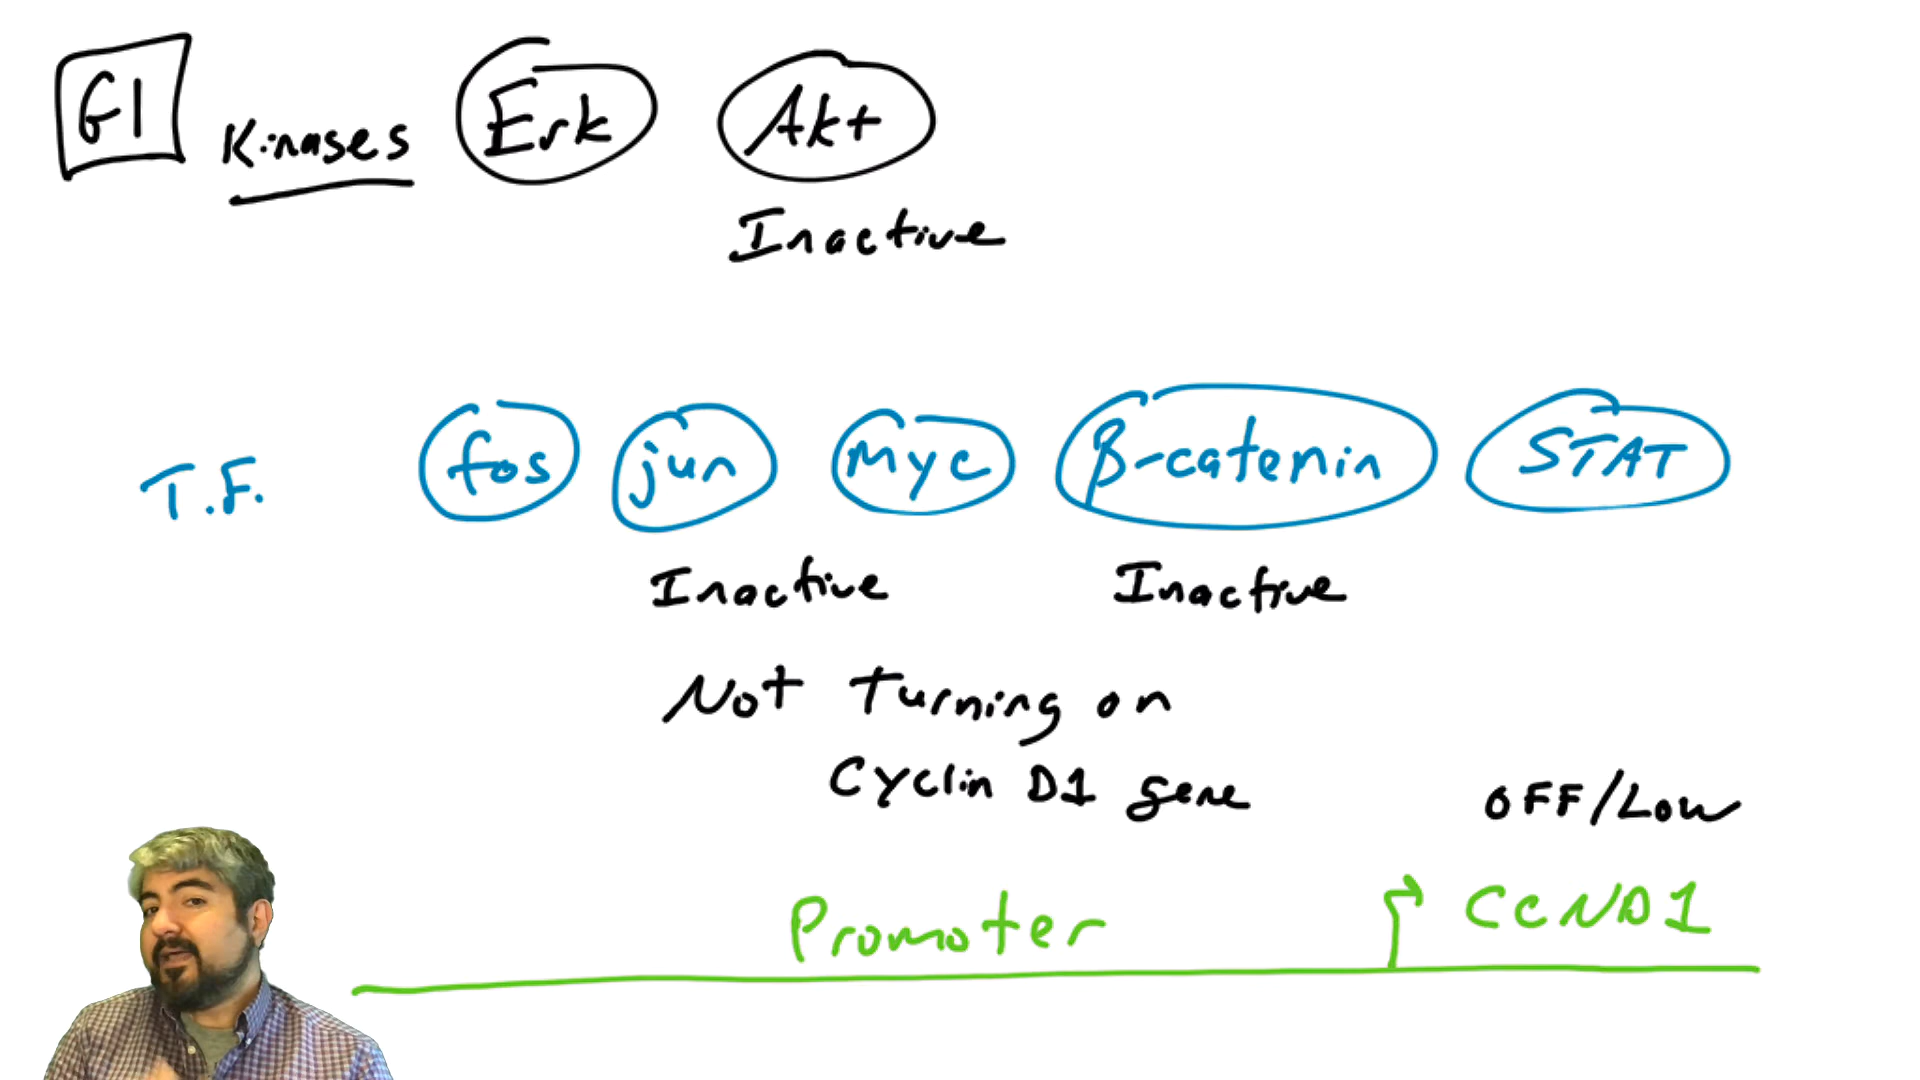 G1 Kinases Erk Akt
Inactive
T.F. fos jun Myc β-catenin STAT
Inactive Inactive
Not Turning on
Cyclin D1 gene OFF/Low
Promoter CCND1